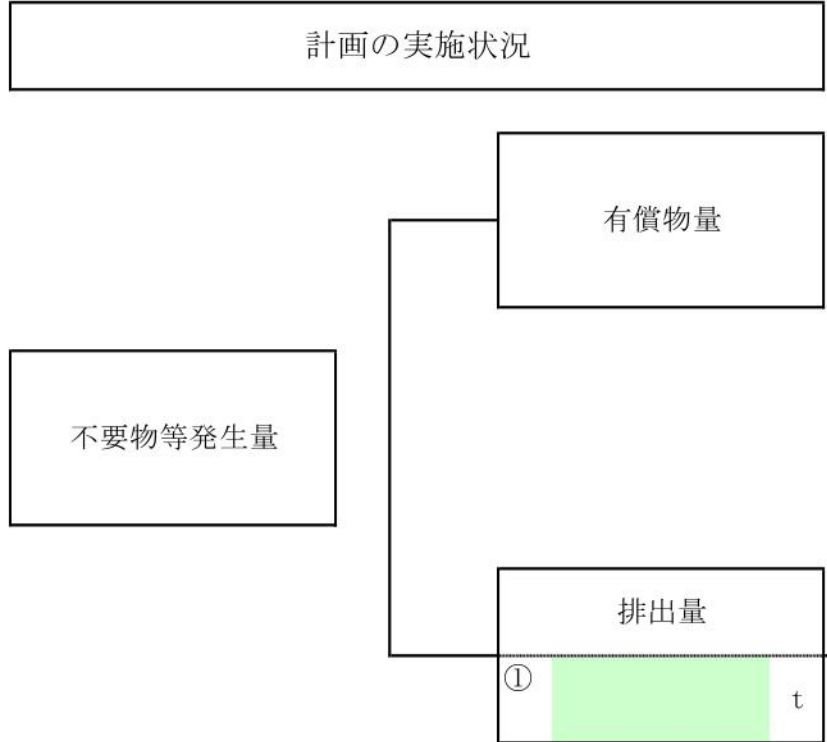 計画の実施状況
有償物量
不要物等発生量
排出量
①
t